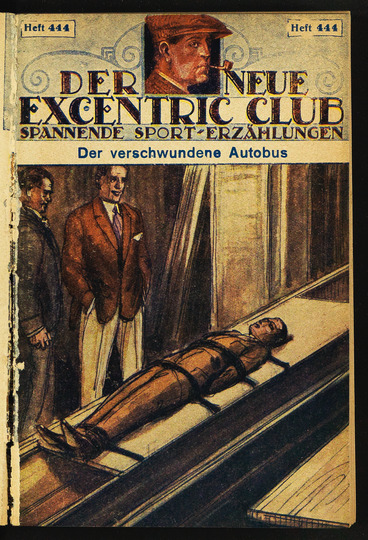 Heft 444
Heft 444
DER NEUE
EXCENTRIC CLUB
SPANNENDE SPORT-ERZÄHLUNGEN
Der verschwundene Autobus